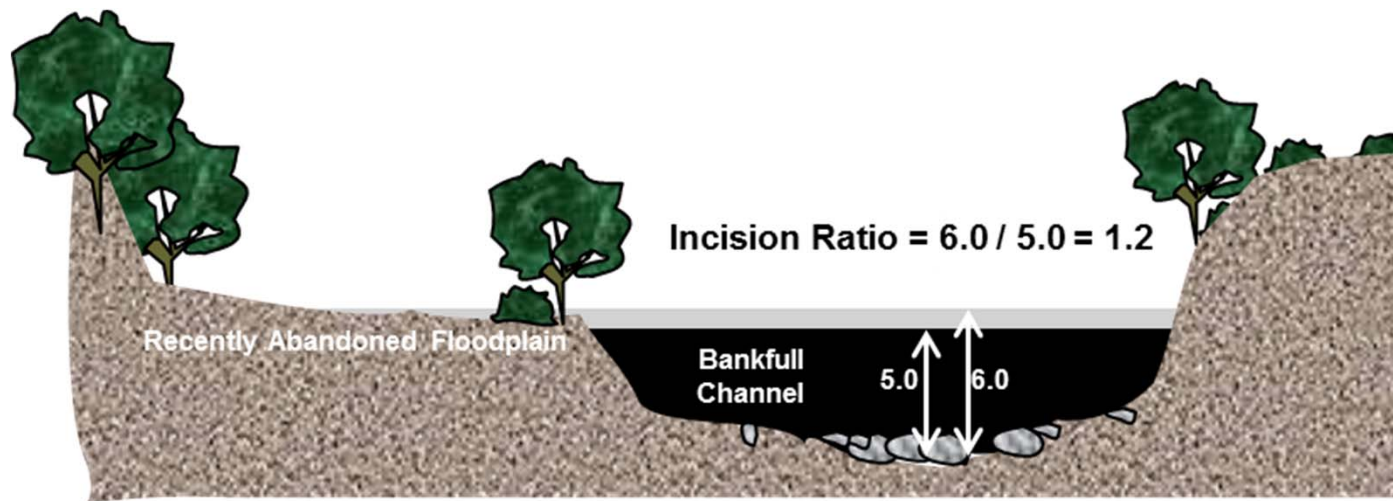 Incision Ratio = 6.0 / 5.0 = 1.2
Recently Abandoned Floodplain
Bankfull
Channel
5.0
6.0